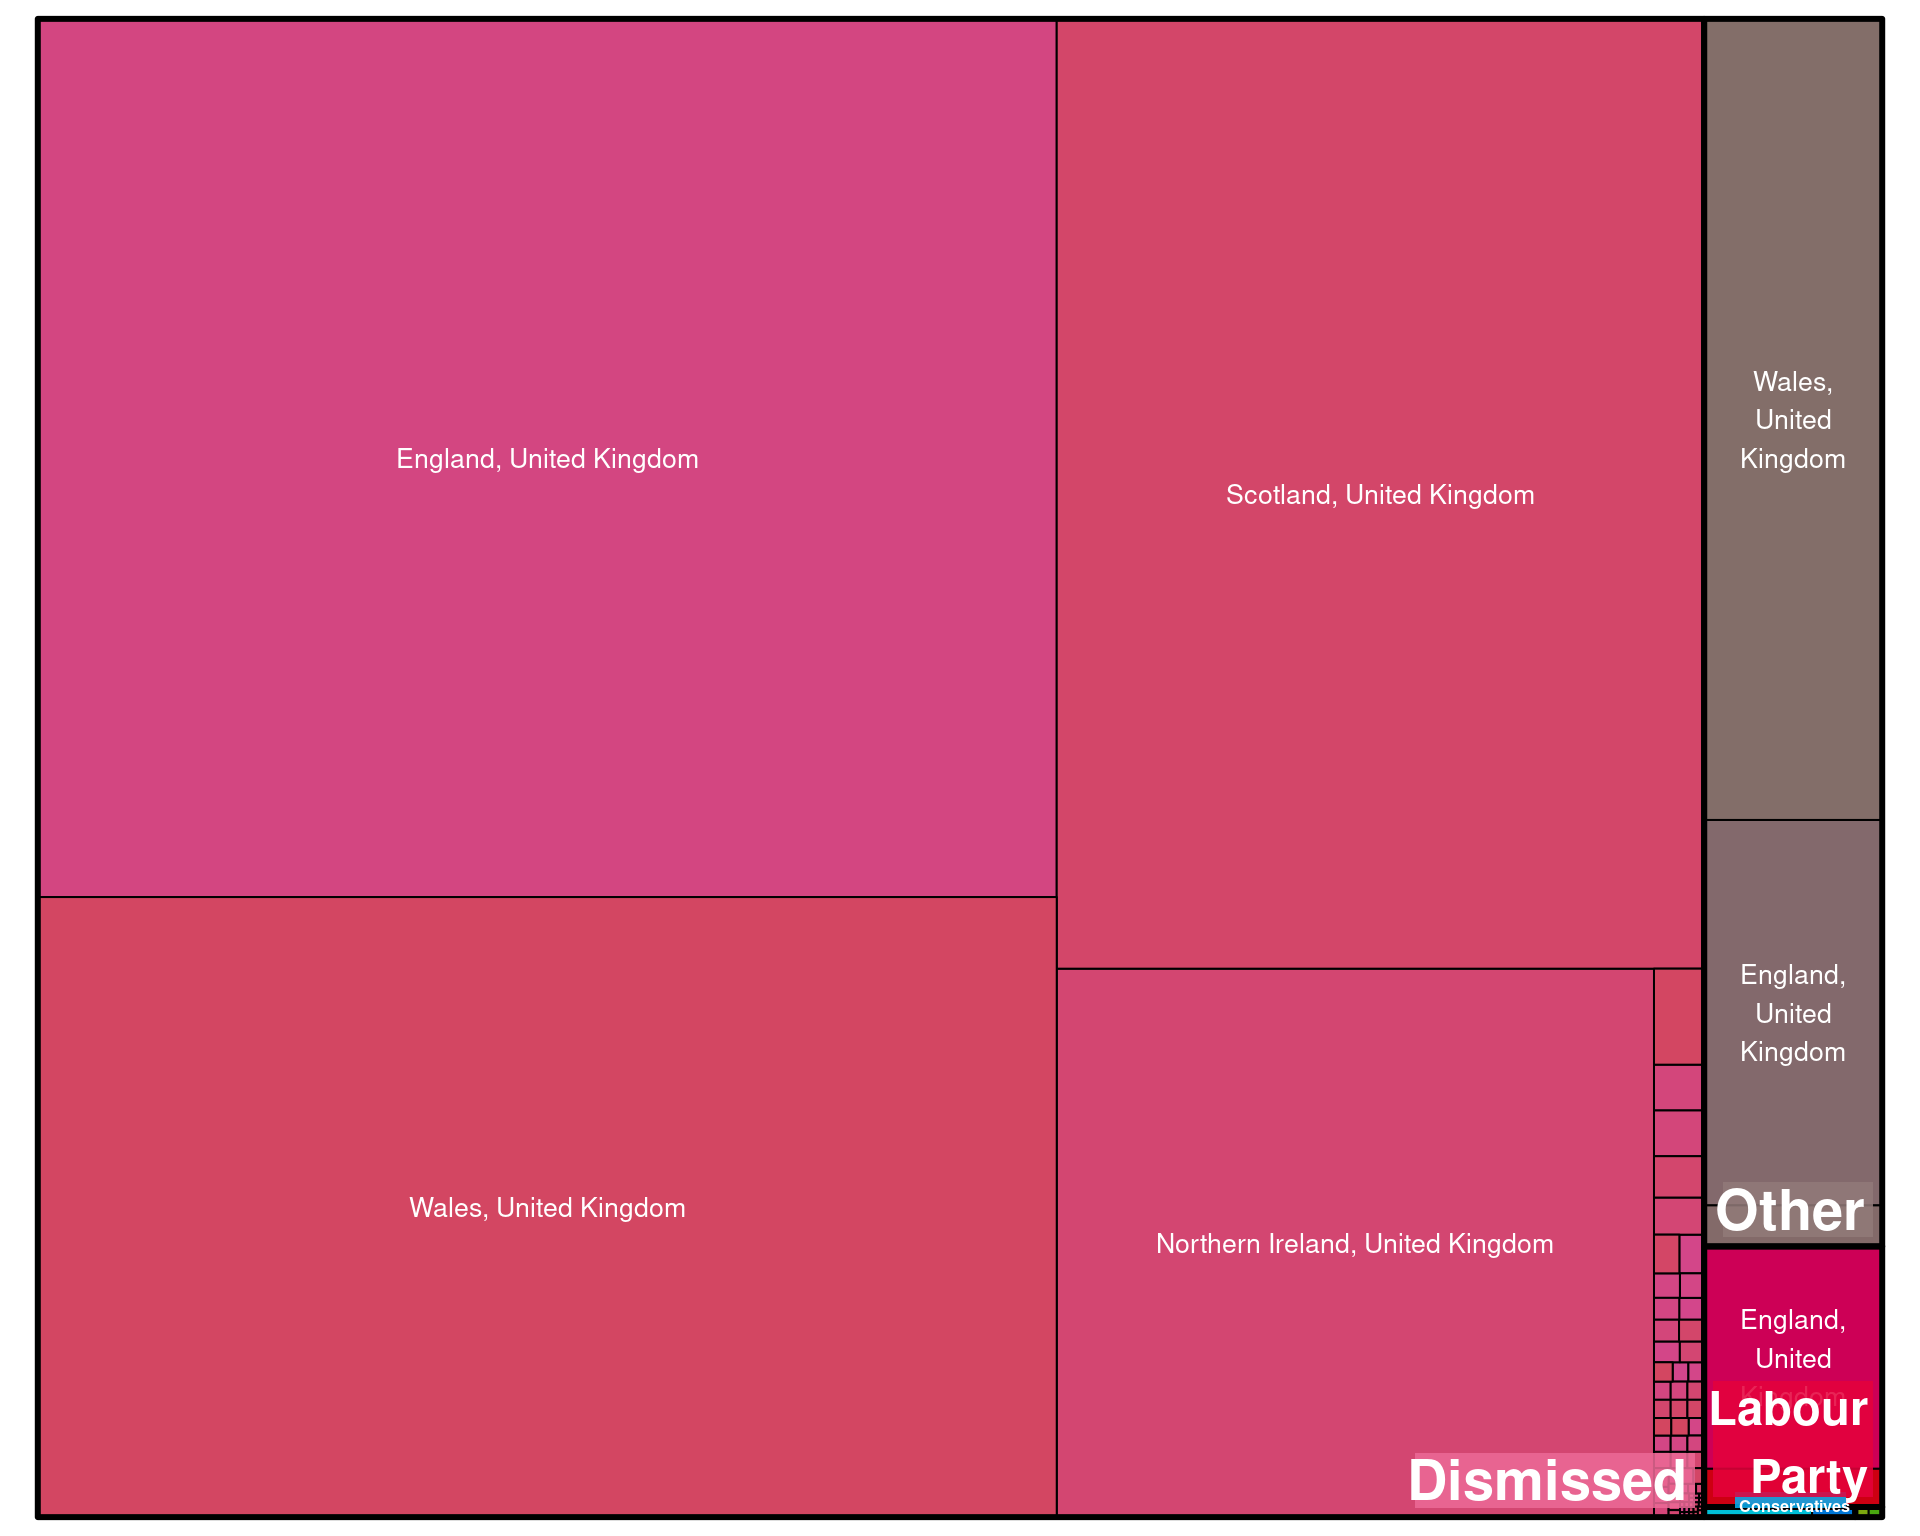 England, United Kingdom
Wales, United Kingdom
Scotland, United Kingdom
Northern Ireland, United Kingdom
Dismissed
Wales,
United
Kingdom
England,
United
Kingdom
Other
England,
United
Kingdom
Labour
Party
Conservatives